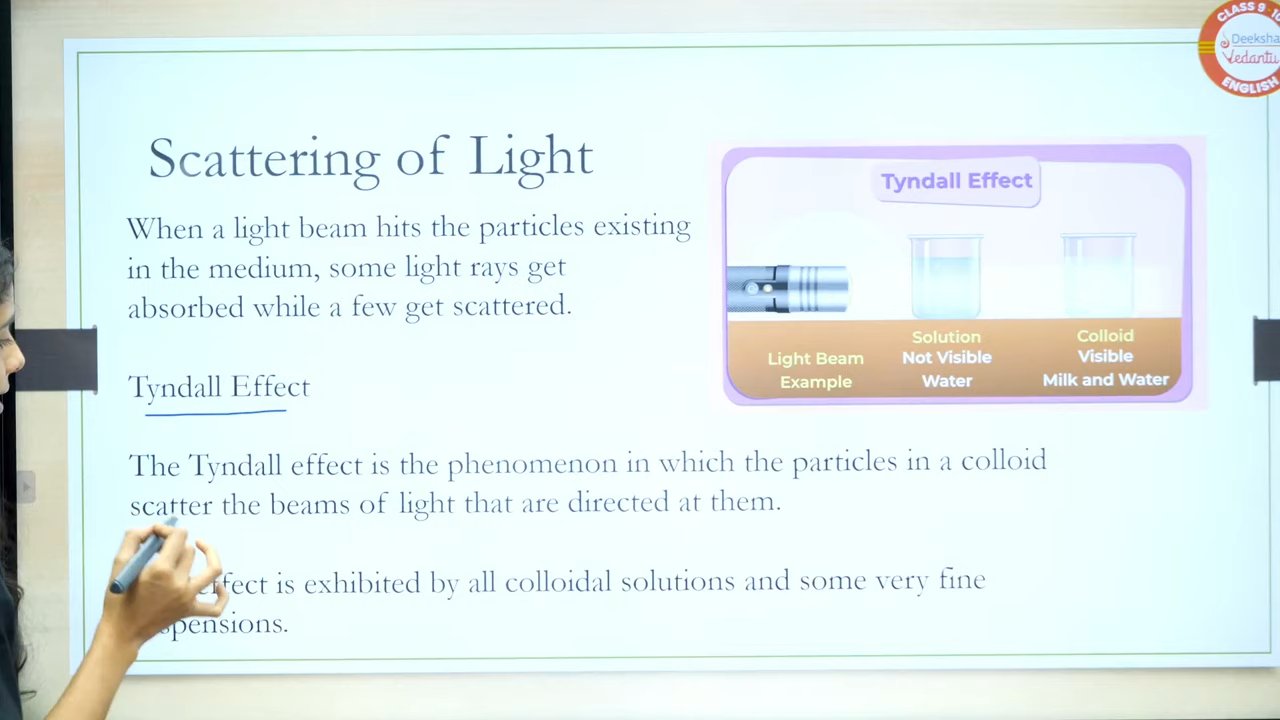 CLASS 9-10
Deeksha
Vedantu
ENGLISH
Scattering of Light
When a light beam hits the particles existing
in the medium, some light rays get
absorbed while a few get scattered.
Tyndall Effect
Light Beam
Example
Solution
Not Visible
Water
Colloid
Visible
Milk and Water
Tyndall Effect
The Tyndall effect is the phenomenon in which the particles in a colloid
scatter the beams of light that are directed at them.
effect is exhibited by all colloidal solutions and some very fine
spensions.